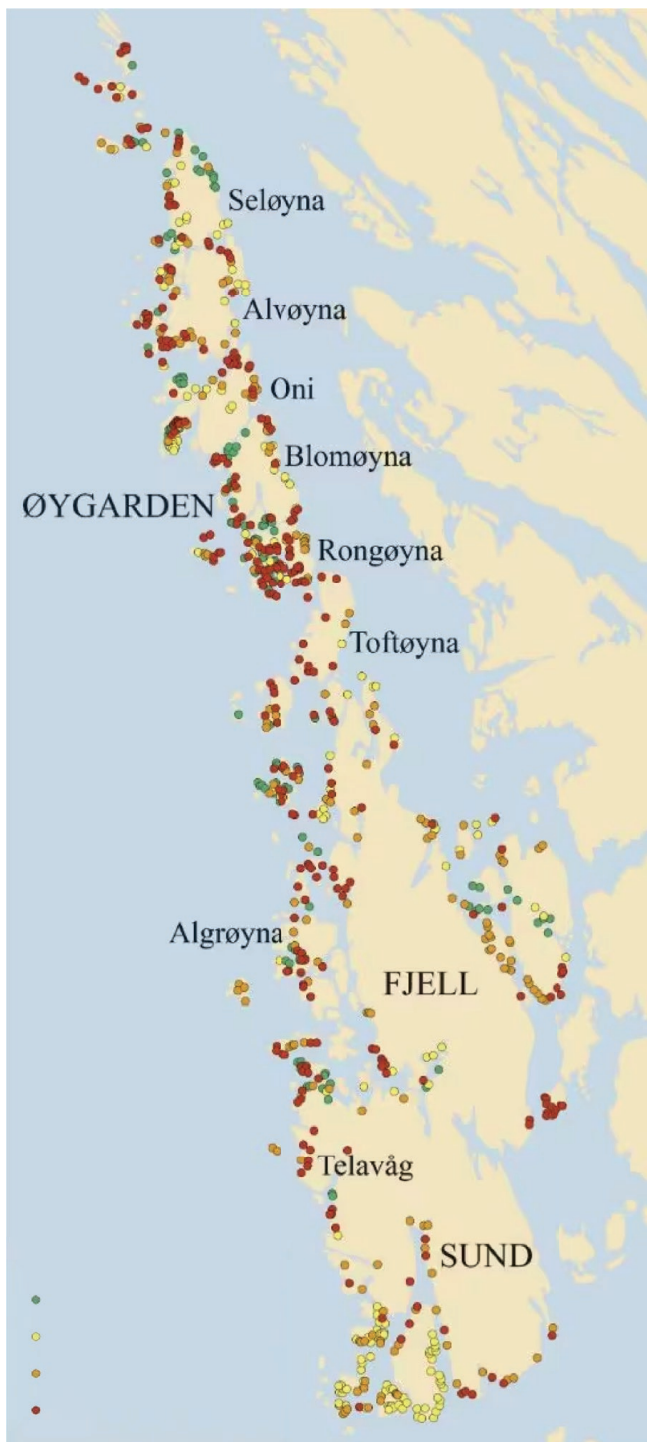 Seløyna
Alvøyna
Oni
Blomøyna
ØYGARDEN
Rongøyna
Toftøyna
Algrøyna
FJELL
Telavåg
SUND